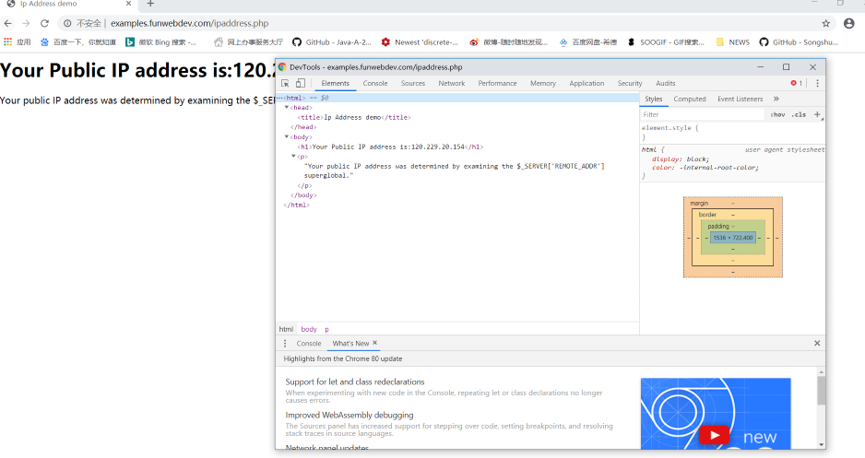 Ip Address demo
不安全 | examples.funwebdev.com/ipaddress.php
应用 百度一下，你就知道 微软 Bing 搜索 -... 网上办事服务大厅 GitHub - Java-A-2... Newest 'discrete-... 微博-随时随地发现... 百度网盘-裕德 SOOGIF - GIF搜索... NEWS GitHub - Songshu...
Your Public IP address is:120.2
Your public IP address was determined by examining the $_SE
DevTools - examples.funwebdev.com/ipaddress.php
Elements Console Sources Network Performance Memory Application Security Audits 1
<html> == $0
<head>
<title>Ip Address demo</title>
</head>
<body>
<h1>Your Public IP address is:120.229.20.154</h1>
<p>
"Your public IP address was determined by examining the $_SERVER['REMOTE_ADDR']
superglobal."
</p>
</body>
</html>
html body p
Styles Computed Event Listeners »
Filter :hov .cls +
element.style {
}
html { user agent stylesheet
display: block;
color: -internal-root-color;
}
margin -
border -
padding -
- - - 1536 × 722.400 - - -
-
-
-
Console What's New ×
Highlights from the Chrome 80 update
Support for let and class redeclarations
When experimenting with new code in the Console, repeating let or class declarations no longer
causes errors.
Improved WebAssembly debugging
The Sources panel has increased support for stepping over code, setting breakpoints, and resolving
stack traces in source languages.
Network panel updates
new